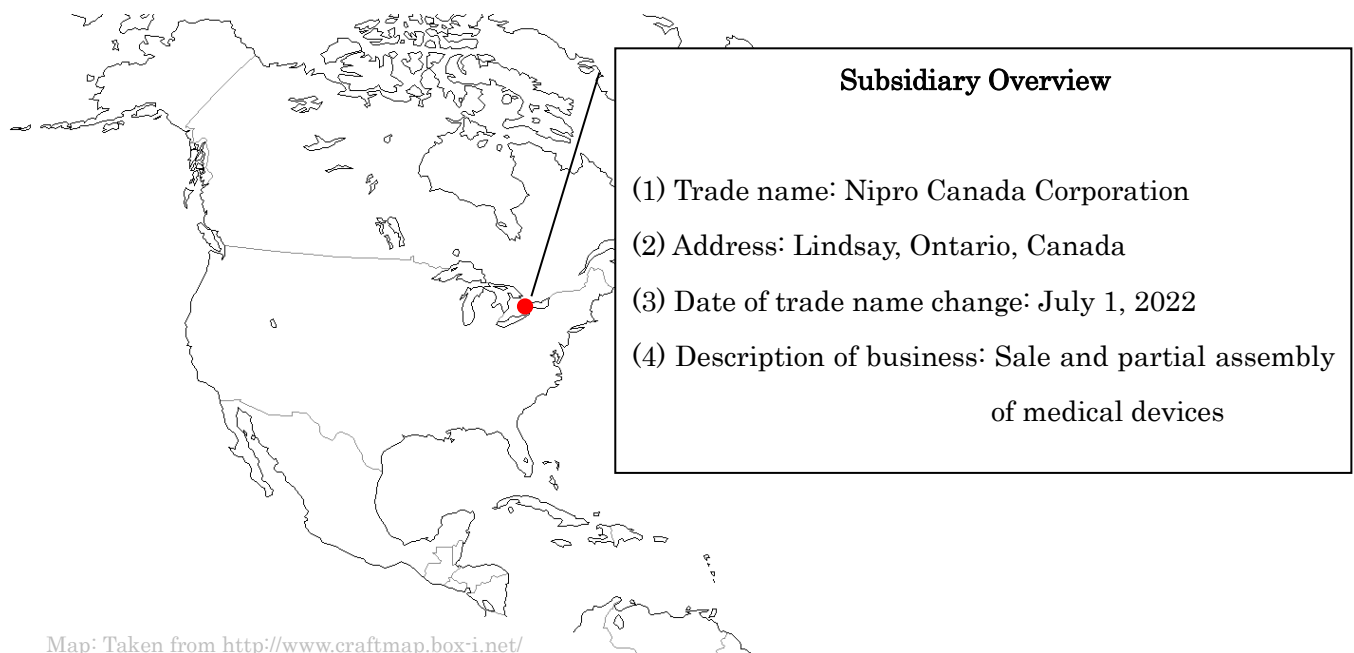 Subsidiary Overview
(1) Trade name: Nipro Canada Corporation
(2) Address: Lindsay, Ontario, Canada
(3) Date of trade name change: July 1, 2022
(4) Description of business: Sale and partial assembly
of medical devices
Map: Taken from http://www.craftmap.box-i.net/